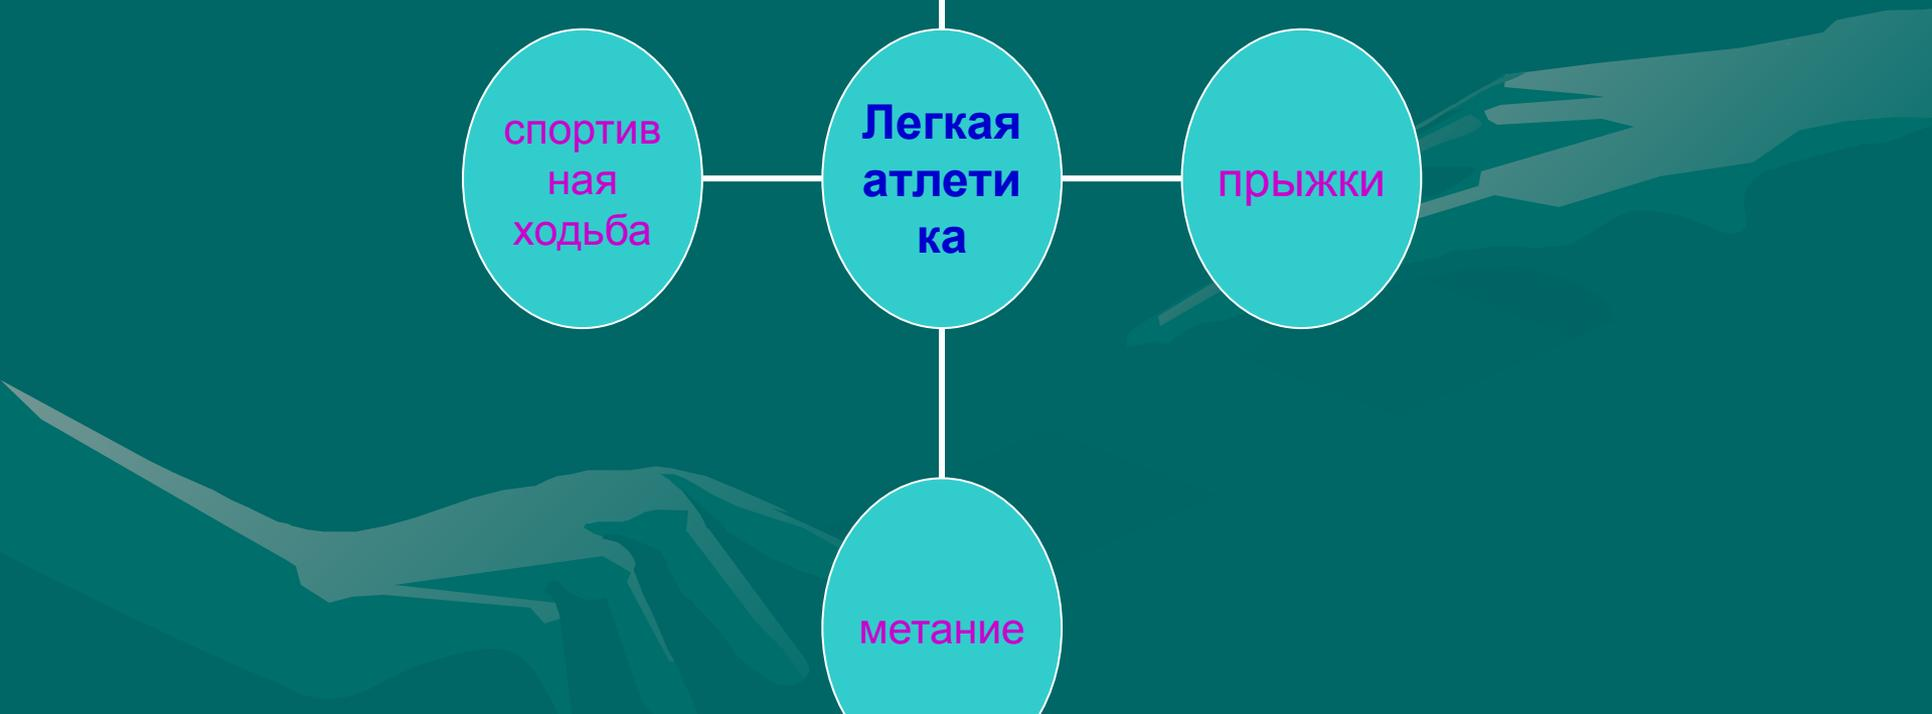 спортив
ная
ходьба
Легкая
атлети
ка
прыжки
метание